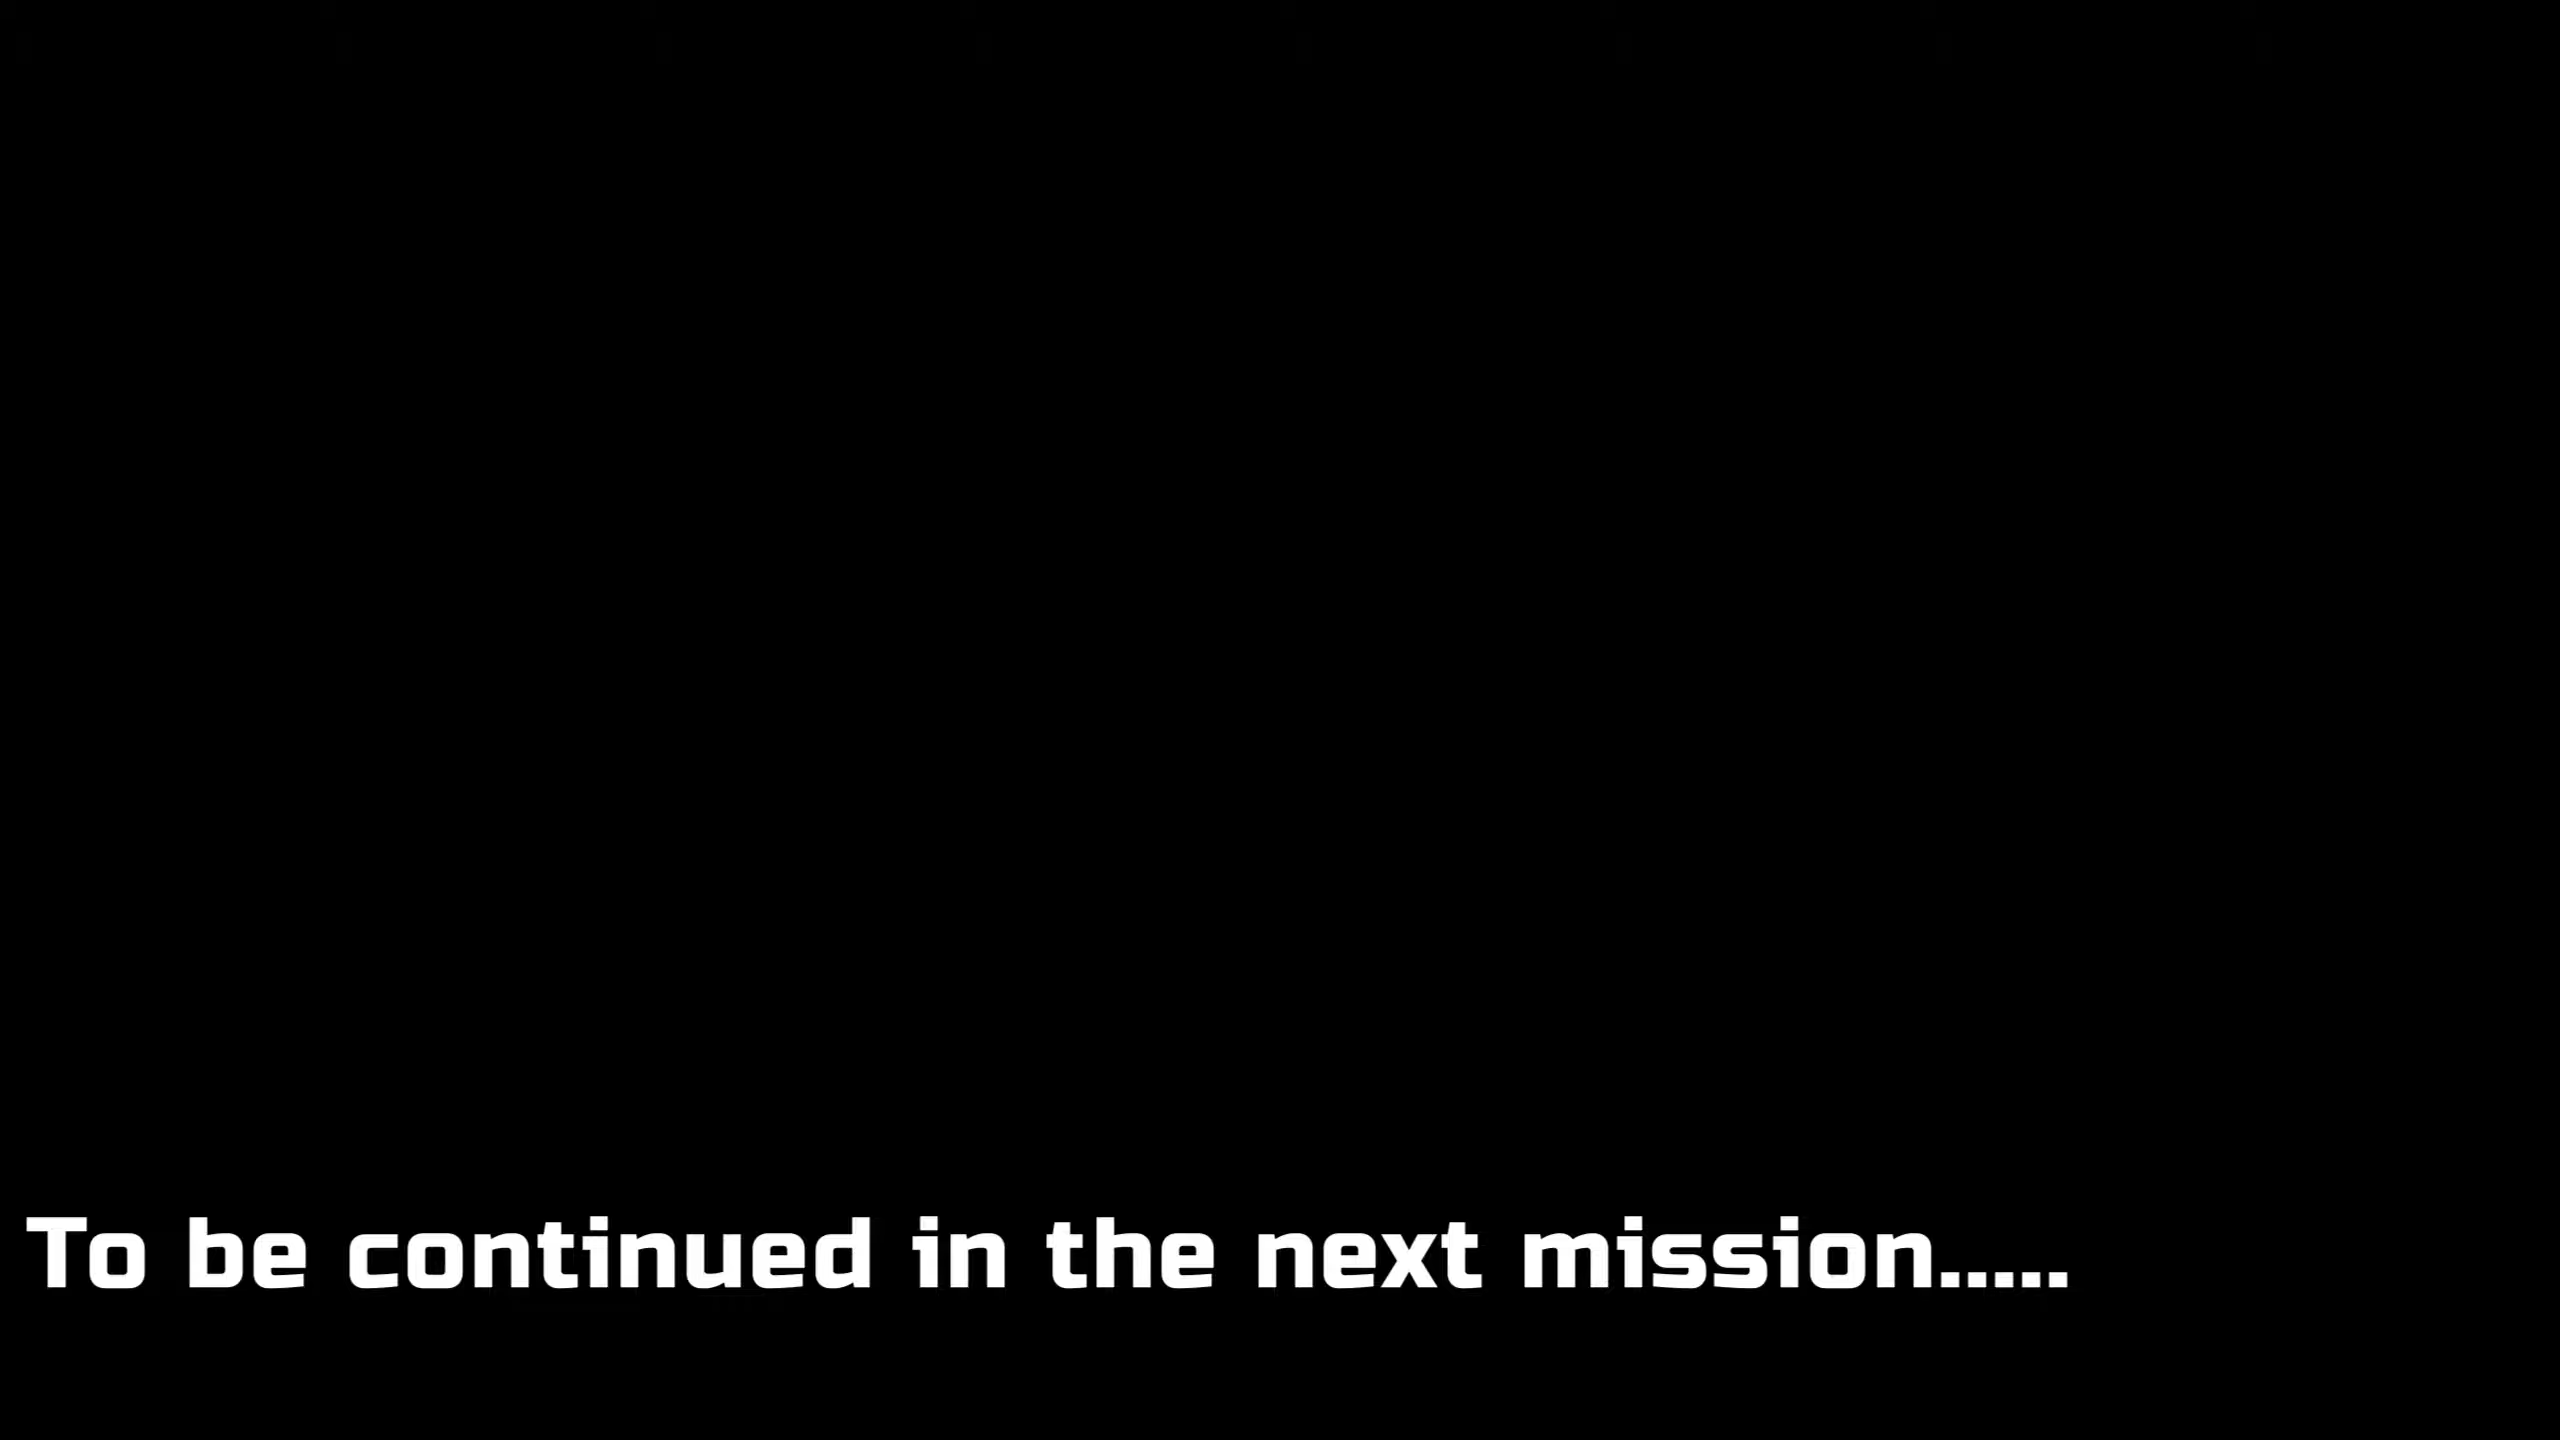 To be continued in the next mission.....